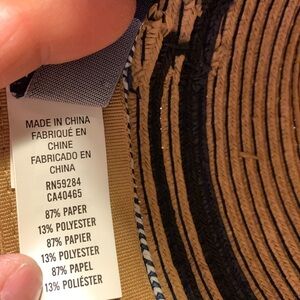 MADE IN CHINA
FABRIQUÉ EN
CHINE
FABRICADO EN
CHINA
RN59284
CA40465
87% PAPER
13% POLYESTER
87% PAPIER
13% POLYESTER
87% PAPEL
13% POLIÉSTER